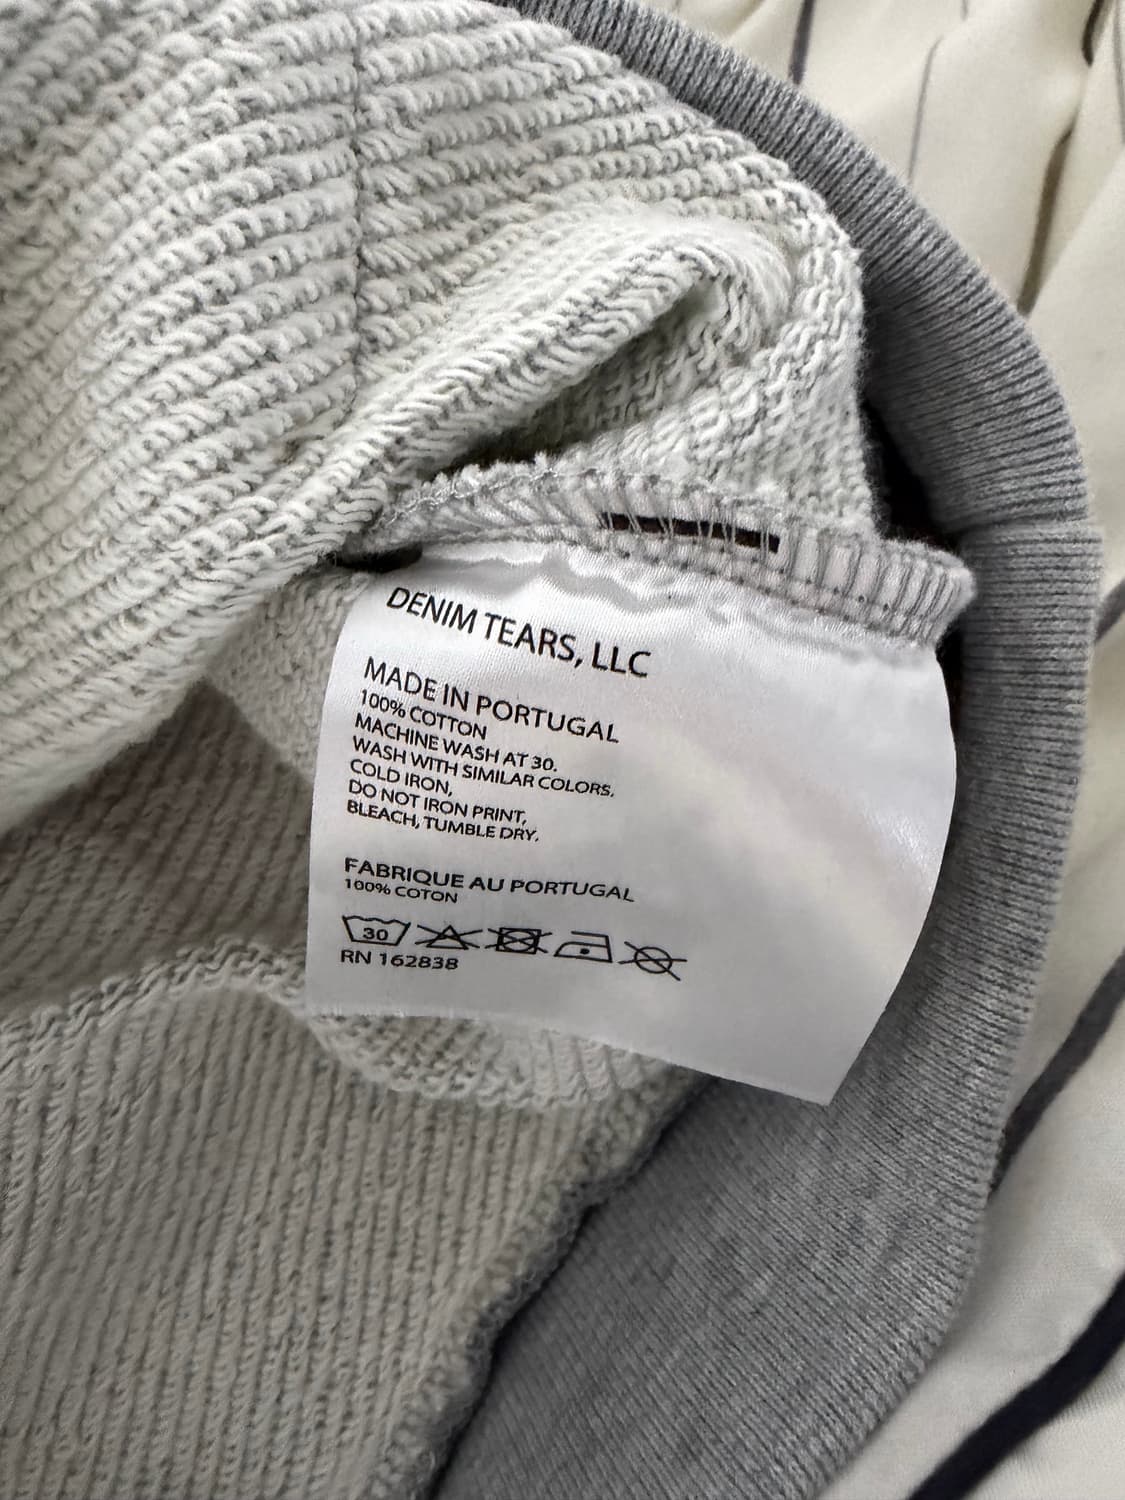 DENIM TEARS, LLC
MADE IN PORTUGAL
100% COTTON
MACHINE WASH AT 30.
WASH WITH SIMILAR COLORS.
COLD IRON,
DO NOT IRON PRINT,
BLEACH, TUMBLE DRY.
FABRIQUE AU PORTUGAL
100% COTON
30
RN 162838